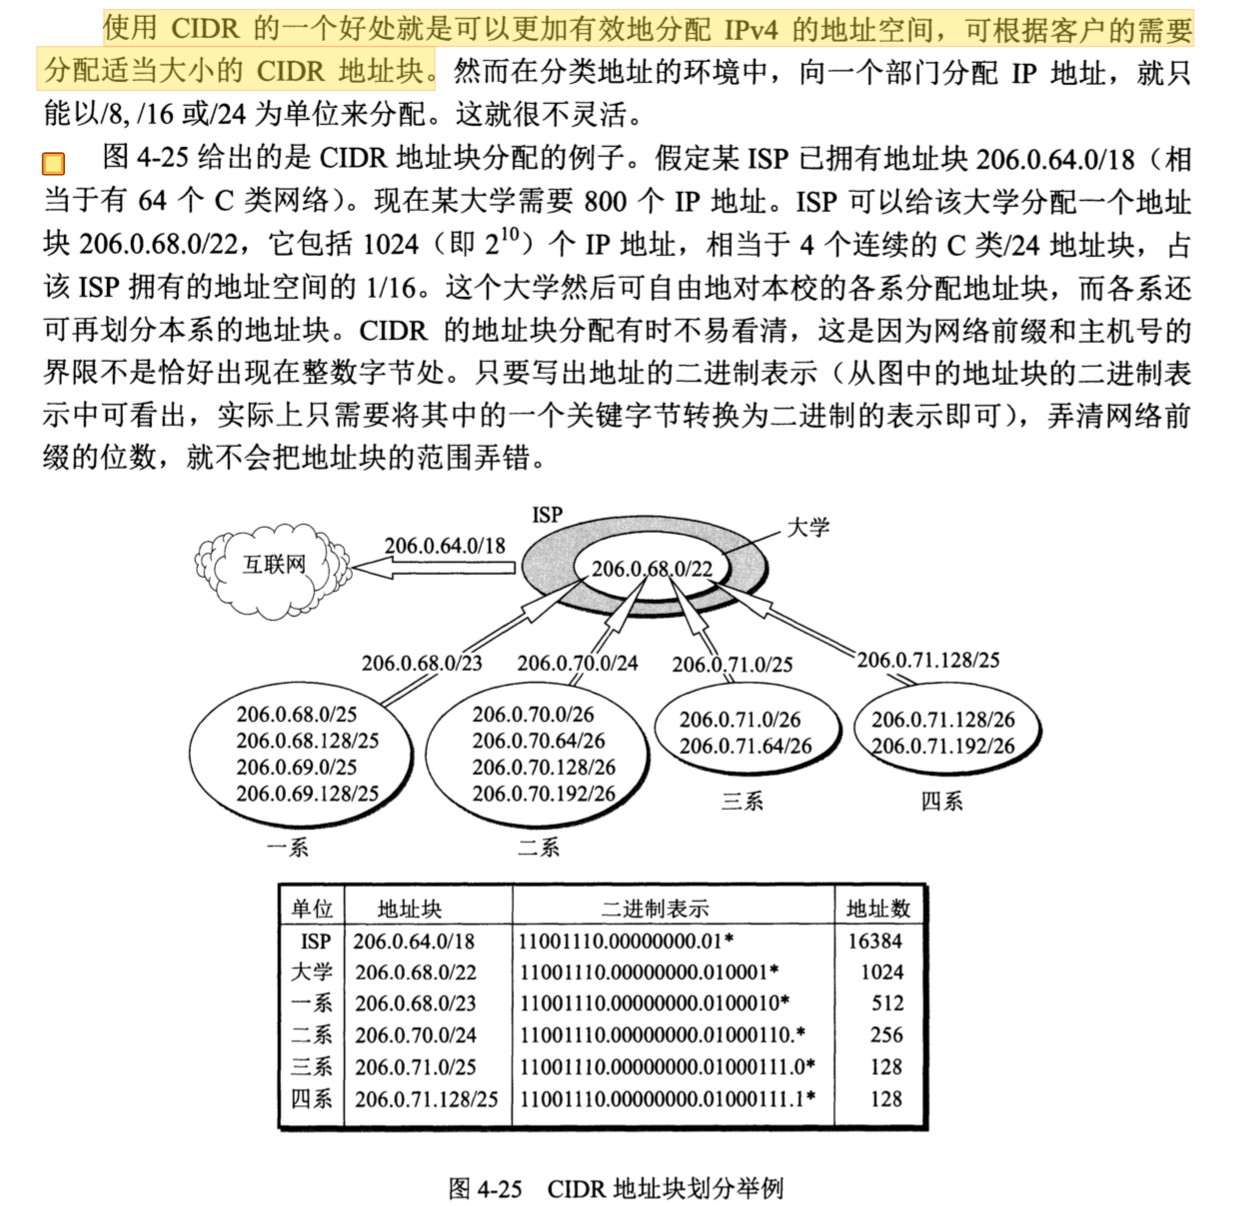 使用 CIDR 的一个好处就是可以更加有效地分配 IPv4 的地址空间，可根据客户的需要
分配适当大小的 CIDR 地址块。然而在分类地址的环境中，向一个部门分配 IP 地址，就只
能以/8, /16 或/24 为单位来分配。这就很不灵活。
图 4-25 给出的是 CIDR 地址块分配的例子。假定某 ISP 已拥有地址块 206.0.64.0/18（相
当于有 64 个 C 类网络）。现在某大学需要 800 个 IP 地址。ISP 可以给该大学分配一个地址
块 206.0.68.0/22，它包括 1024（即 2¹⁰）个 IP 地址，相当于 4 个连续的 C 类/24 地址块，占
该 ISP 拥有的地址空间的 1/16。这个大学然后可自由地对本校的各系分配地址块，而各系还
可再划分本系的地址块。CIDR 的地址块分配有时不易看清，这是因为网络前缀和主机号的
界限不是恰好出现在整数字节处。只要写出地址的二进制表示（从图中的地址块的二进制表
示中可看出，实际上只需要将其中的一个关键字节转换为二进制的表示即可），弄清网络前
缀的位数，就不会把地址块的范围弄错。
ISP
大学
206.0.64.0/18
互联网
206.0.68.0/22
206.0.68.0/23 206.0.70.0/24 206.0.71.0/25 206.0.71.128/25
206.0.68.0/25
206.0.68.128/25
206.0.69.0/25
206.0.69.128/25
一系
206.0.70.0/26
206.0.70.64/26
206.0.70.128/26
206.0.70.192/26
二系
206.0.71.0/26
206.0.71.64/26
三系
206.0.71.128/26
206.0.71.192/26
四系
单位 地址块 二进制表示 地址数
ISP 206.0.64.0/18 11001110.00000000.01* 16384
大学 206.0.68.0/22 11001110.00000000.010001* 1024
一系 206.0.68.0/23 11001110.00000000.0100010* 512
二系 206.0.70.0/24 11001110.00000000.01000110.* 256
三系 206.0.71.0/25 11001110.00000000.01000111.0* 128
四系 206.0.71.128/25 11001110.00000000.01000111.1* 128
图 4-25 CIDR 地址块划分举例